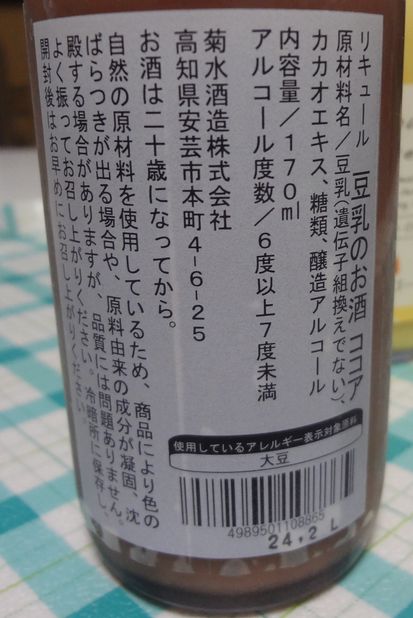 リキュール 豆乳のお酒 ココア
原材料名／豆乳(遺伝子組換えでない)、
カカオエキス、糖類、醸造アルコール
内容量／170ml
アルコール度数／6度以上7度未満
菊水酒造株式会社
高知県安芸市本町4-6-25
お酒は二十歳になってから。
自然の原材料を使用しているため、商品により色の
ばらつきが出る場合や、原料由来の成分が凝固、沈
殿する場合がありますが、品質には問題ありません。
よく振ってお召し上がりください。冷暗所に保存し、
開封後はお早めにお召し上がりください。
使用しているアレルギー表示対象原料
大豆
4989501108865
24,2 L